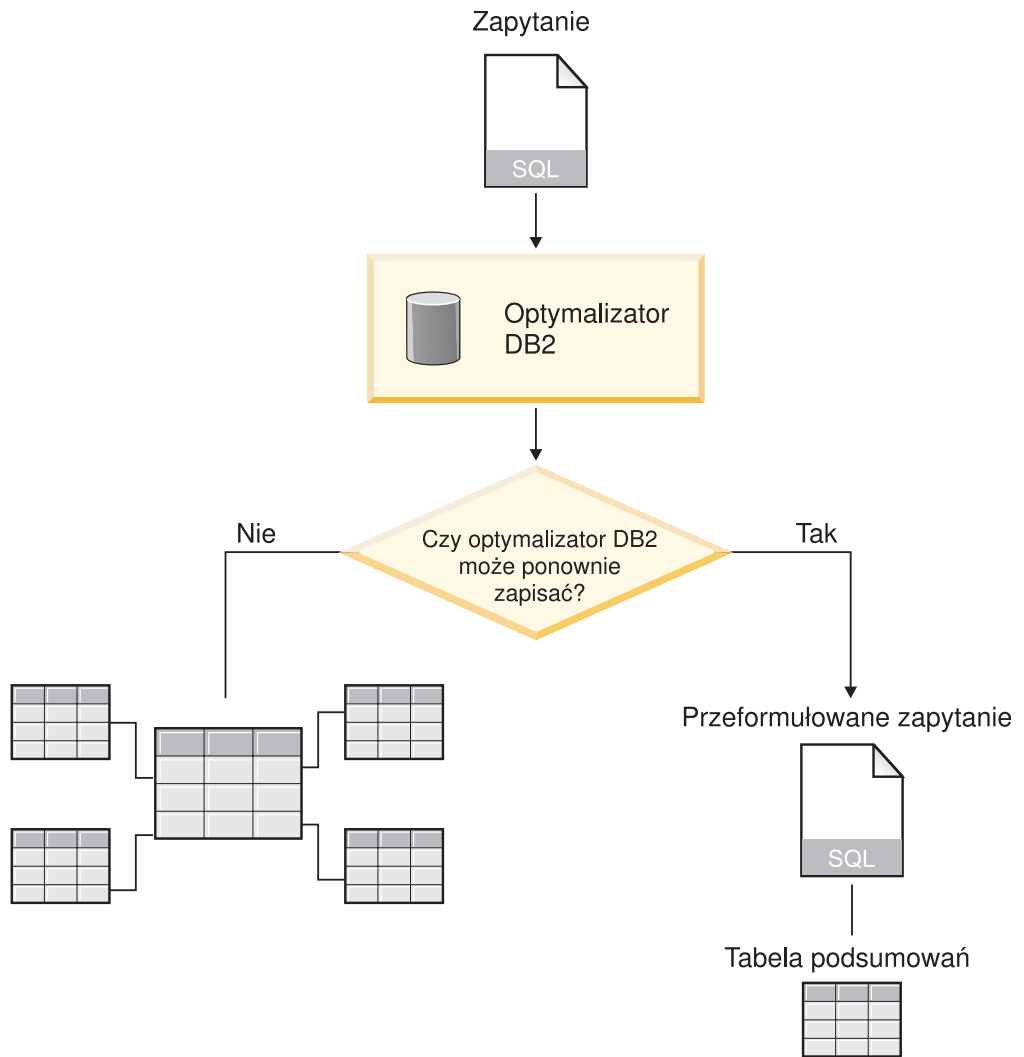 Zapytanie
SQL
Optymalizator
DB2
Czy optymalizator DB2
może ponownie
zapisać?
Nie
Tak
Przeformułowane zapytanie
SQL
Tabela podsumowań